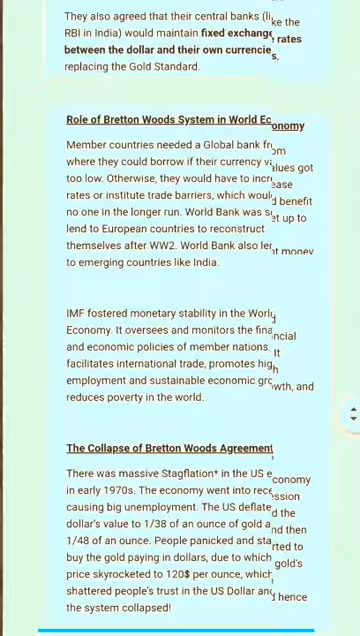 They also agreed that their central banks (like the
RBI in India) would maintain fixed exchange rates
between the dollar and their own currencies,
replacing the Gold Standard.
Role of Bretton Woods System in World Economy
Member countries needed a Global bank from
where they could borrow if their currency values got
too low. Otherwise, they would have to increase
rates or institute trade barriers, which would benefit
no one in the longer run. World Bank was set up to
lend to European countries to reconstruct
themselves after WW2. World Bank also lent money
to emerging countries like India.
IMF fostered monetary stability in the World
Economy. It oversees and monitors the financial
and economic policies of member nations. It
facilitates international trade, promotes high
employment and sustainable economic growth, and
reduces poverty in the world.
The Collapse of Bretton Woods Agreement
There was massive Stagflation* in the US economy
in early 1970s. The economy went into recession
causing big unemployment. The US deflated the
dollar's value to 1/38 of an ounce of gold and then
1/48 of an ounce. People panicked and started to
buy the gold paying in dollars, due to which gold's
price skyrocketed to 120$ per ounce, which
shattered people's trust in the US Dollar and hence
the system collapsed!